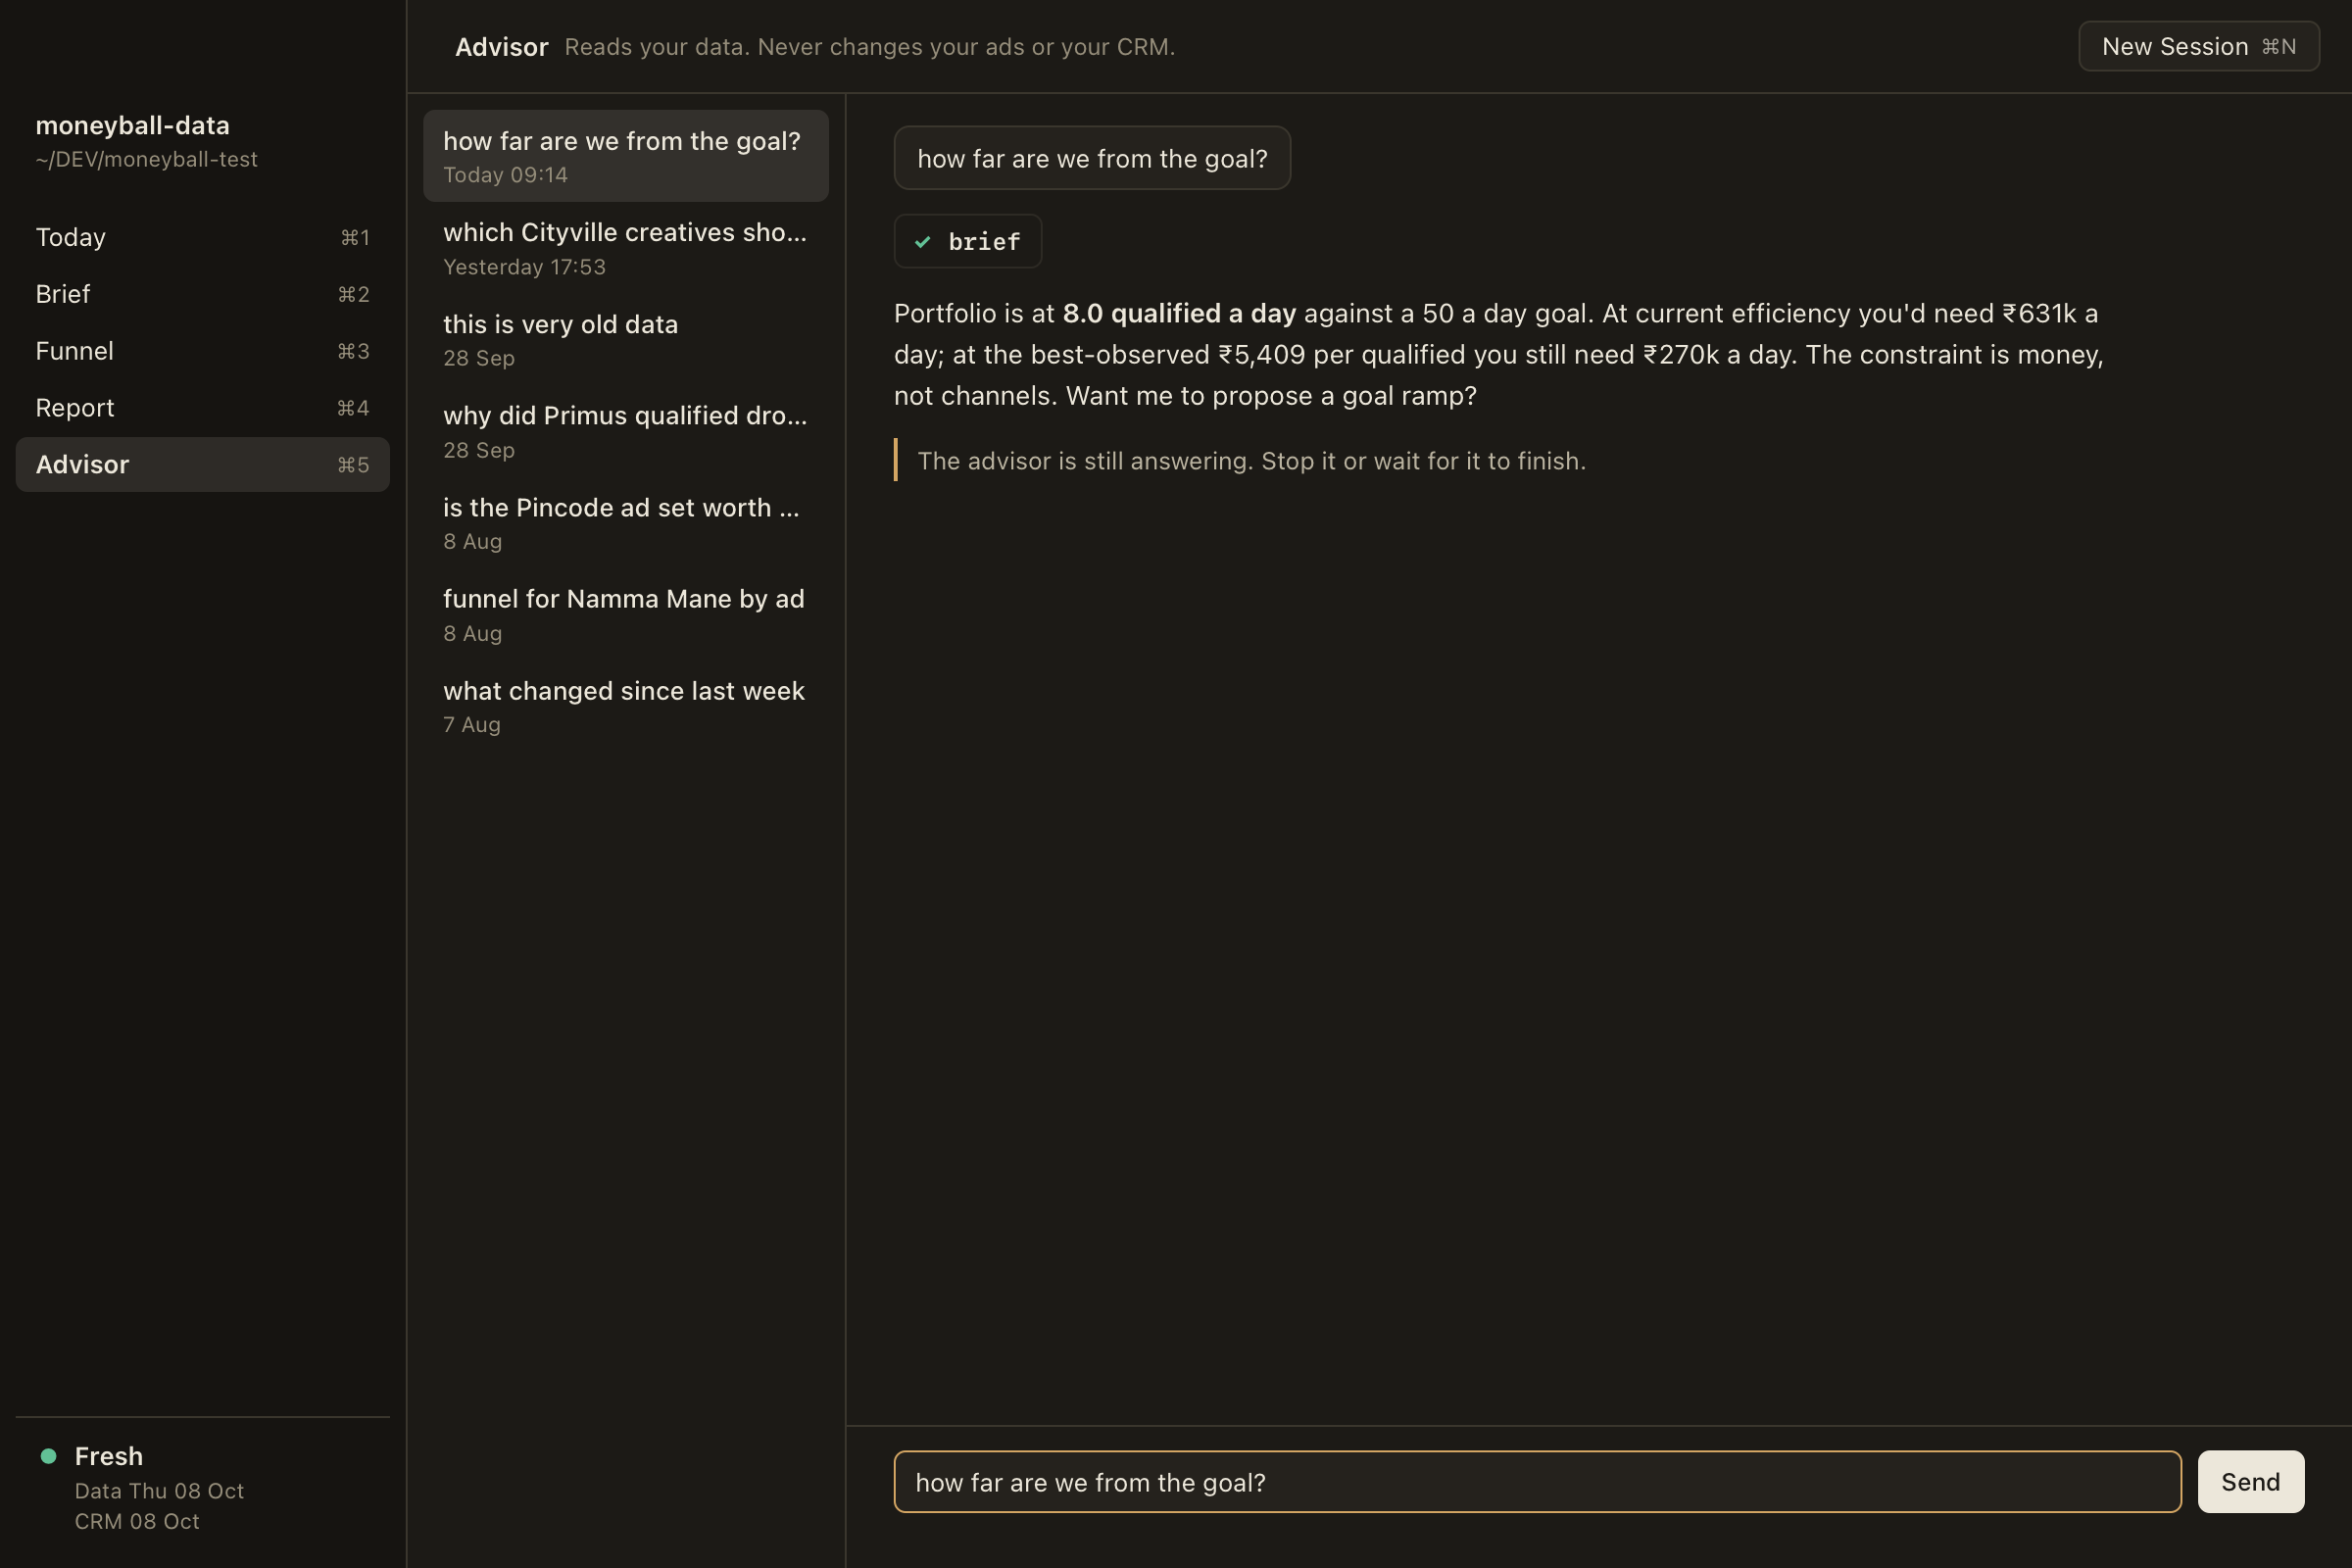 moneyball-data
~/DEV/moneyball-test
Today ⌘1
Brief ⌘2
Funnel ⌘3
Report ⌘4
Advisor ⌘5
Fresh
Data Thu 08 Oct
CRM 08 Oct
Advisor Reads your data. Never changes your ads or your CRM.
New Session ⌘N
how far are we from the goal?
Today 09:14
which Cityville creatives sho...
Yesterday 17:53
this is very old data
28 Sep
why did Primus qualified dro...
28 Sep
is the Pincode ad set worth ...
8 Aug
funnel for Namma Mane by ad
8 Aug
what changed since last week
7 Aug
how far are we from the goal?
✓ brief
Portfolio is at 8.0 qualified a day against a 50 a day goal. At current efficiency you'd need ₹631k a
day; at the best-observed ₹5,409 per qualified you still need ₹270k a day. The constraint is money,
not channels. Want me to propose a goal ramp?
The advisor is still answering. Stop it or wait for it to finish.
how far are we from the goal?
Send